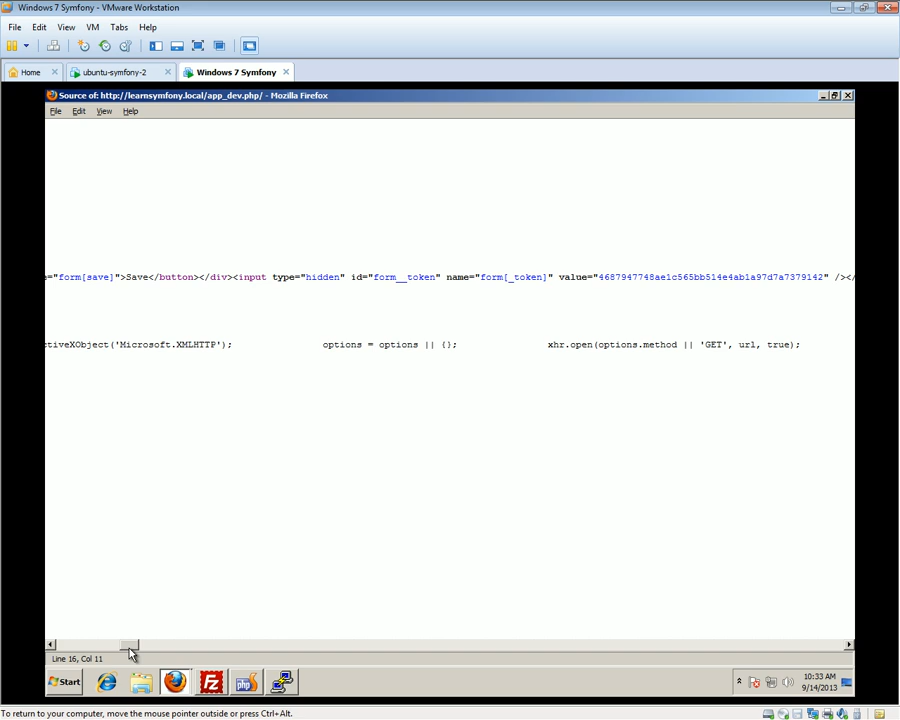 Windows 7 Symfony - VMware Workstation
File Edit View VM Tabs Help
Home ubuntu-symfony-2 Windows 7 Symfony
Source of: http://learnsymfony.local/app_dev.php/ - Mozilla Firefox
File Edit View Help
e="form[save]">Save</button></div><input type="hidden" id="form__token" name="form[_token]" value="4687947748ae1c565bb514e4ab1a97d7a7379142" /></
ctiveXObject('Microsoft.XMLHTTP'); options = options || {}; xhr.open(options.method || 'GET', url, true);
Line 16, Col 11
Start
php
10:33 AM
9/14/2013
To return to your computer, move the mouse pointer outside or press Ctrl+Alt.